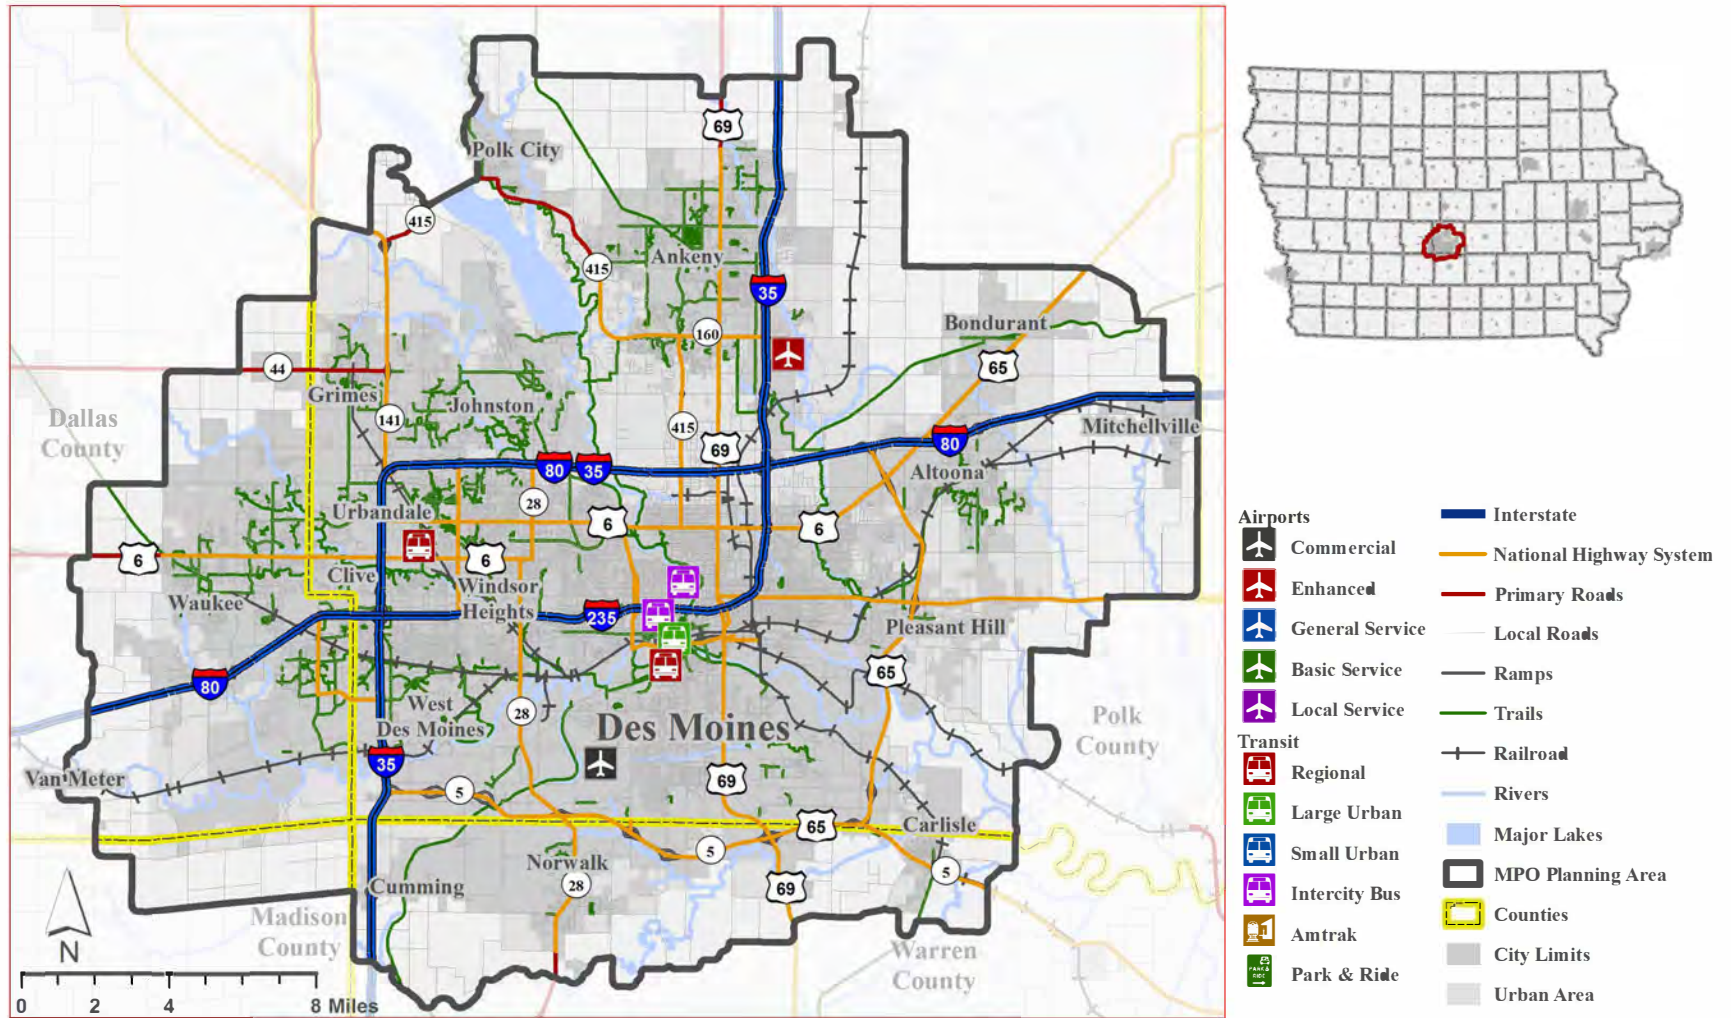 69
Polk City
415
415
Ankeny
35
160
Bondurant
65
44
Grimes
Johnston
141
Dallas
County
415
69
80
Mitchellville
80
35
Altoona
28
Urbandale
6
6
6
6
Clive
Windsor
Heights
Waukee
235
Pleasant Hill
65
80
West
Des Moines
28
Des Moines
Polk
County
35
Van Meter
69
5
65
Carlisle
5
Norwalk
5
28
69
Cumming
Madison
County
Warren
County
N
0 2 4 8 Miles
Airports
Commercial
Enhanced
General Service
Basic Service
Local Service
Transit
Regional
Large Urban
Small Urban
Intercity Bus
Amtrak
PARK &
RIDE
Park & Ride
Interstate
National Highway System
Primary Roads
Local Roads
Ramps
Trails
Railroad
Rivers
Major Lakes
MPO Planning Area
Counties
City Limits
Urban Area